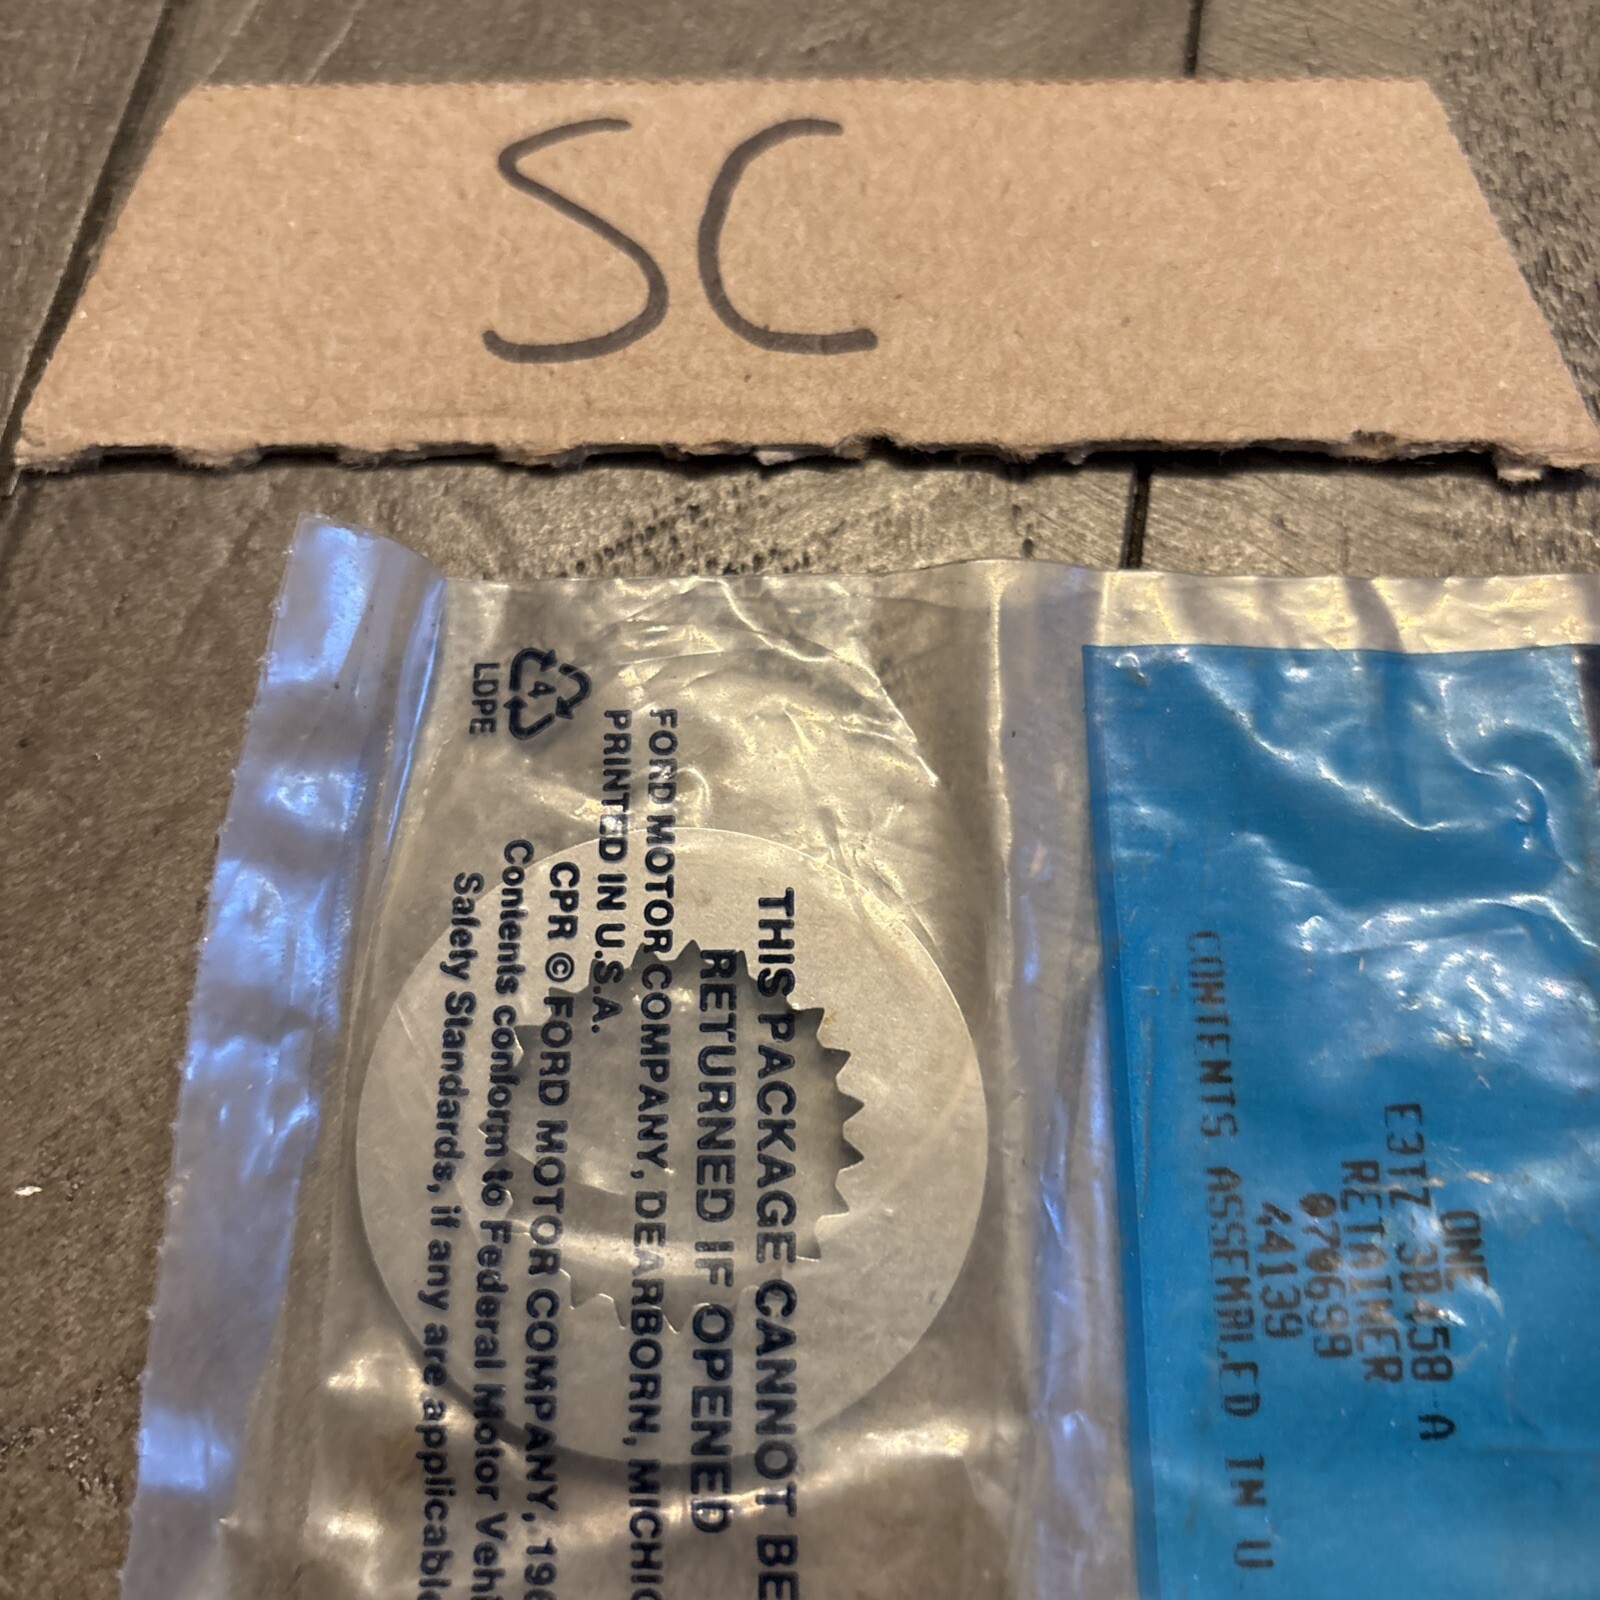 SC
4
LDPE
FORD MOTOR COMPANY, DEARBORN, MICHIG
PRINTED IN U.S.A.
THIS PACKAGE CANNOT BE
RETURNED IF OPENED
CPR © FORD MOTOR COMPANY, 198
Contents conform to Federal Motor Vehi
Safety Standards, if any are applicable
ONE
E3TZ-3B458-A
RETAINER
070699
44139
CONTENTS ASSEMBLED IN U